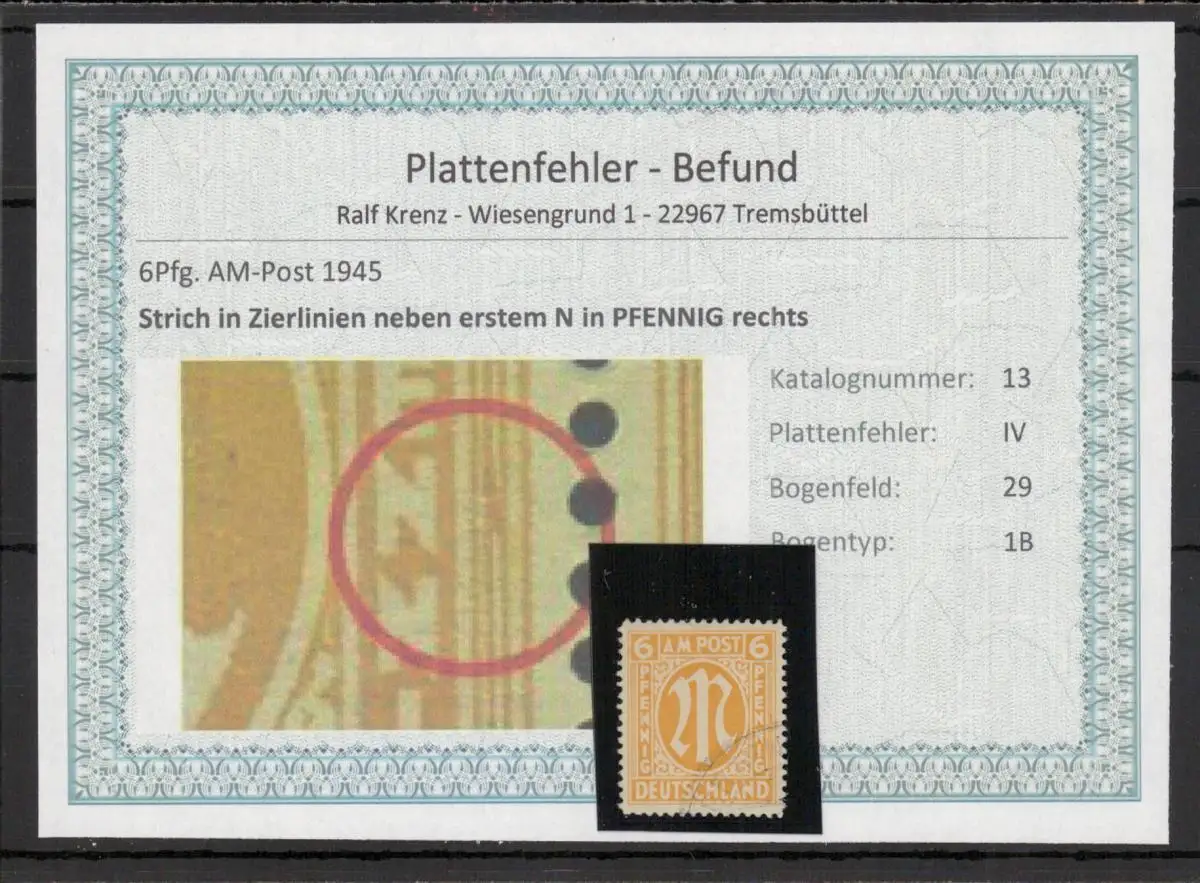 Plattenfehler - Befund
Ralf Krenz - Wiesengrund 1 - 22967 Tremsbüttel
6Pfg. AM-Post 1945
Strich in Zierlinien neben erstem N in PFENNIG rechts
Katalognummer: 13
Plattenfehler: IV
Bogenfeld: 29
Bogentyp: 1B
6 AM POST 6
PFENNIG
M
PFENNIG
DEUTSCHLAND